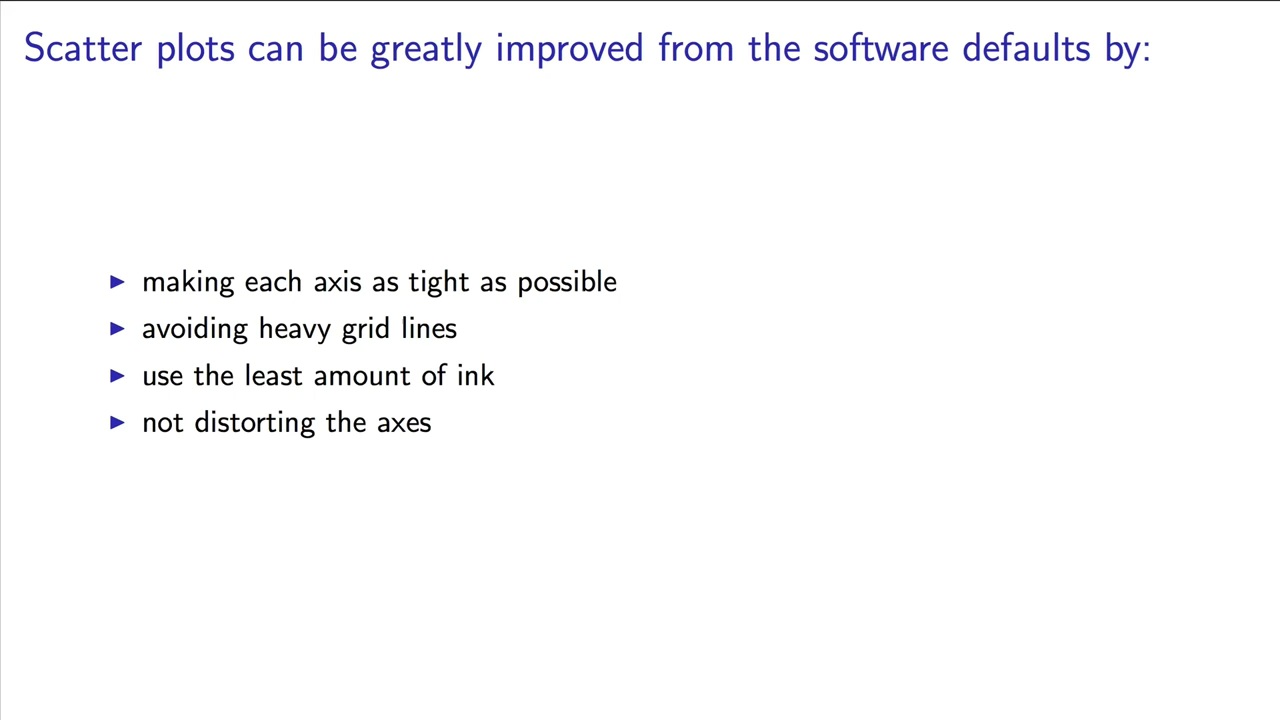 Scatter plots can be greatly improved from the software defaults by:
▶ making each axis as tight as possible
▶ avoiding heavy grid lines
▶ use the least amount of ink
▶ not distorting the axes